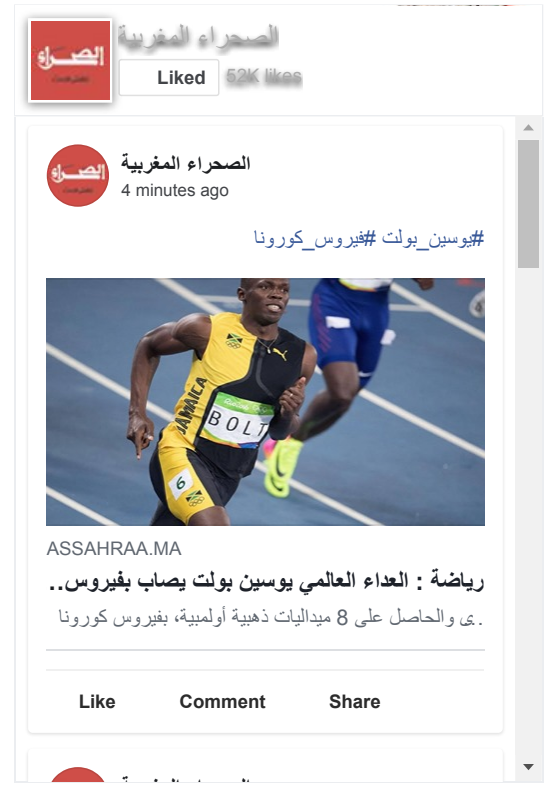 الصحراء المغربية
Liked
52K likes
الصحراء المغربية
4 minutes ago
#يوسين_بولت #فيروس_كورونا
JAMAICA
BOLT
6
ASSAHRAA.MA
رياضة : العداء العالمي يوسين بولت يصاب بفيروس..
.ى والحاصل على 8 ميداليات ذهبية أولمبية، بفيروس كورونا
Like
Comment
Share